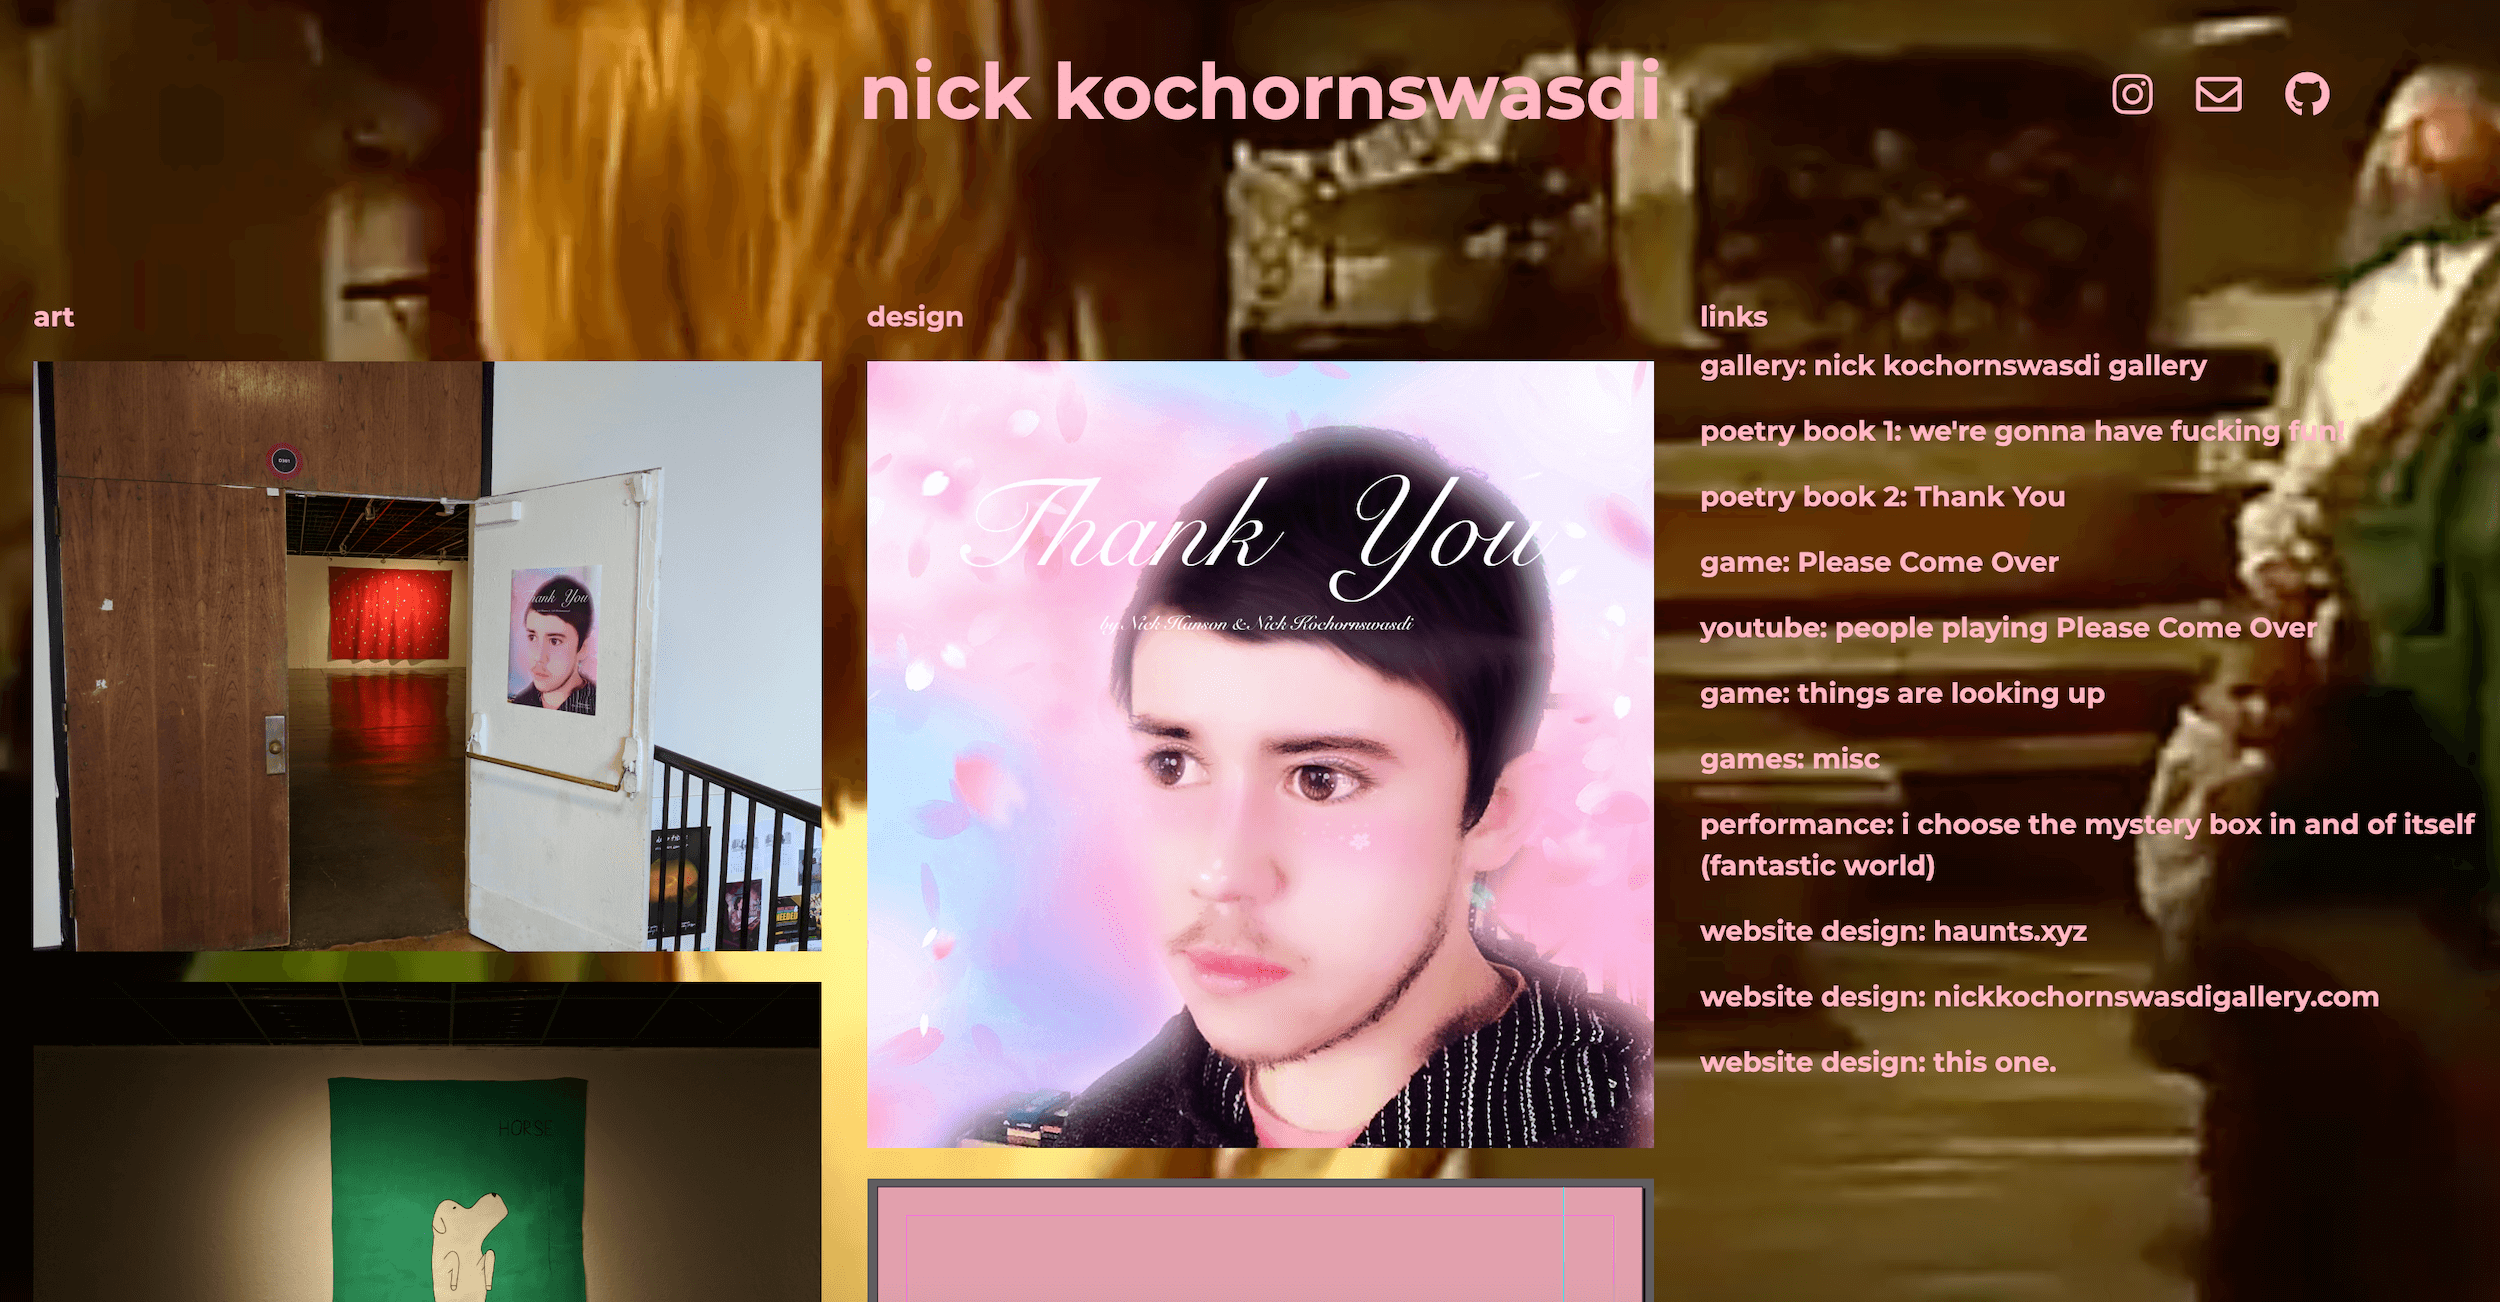 nick kochornswasdi
art
design
Thank You
by Nick Hanson & Nick Kochornswasdi
Thank You
HORSE
links
gallery: nick kochornswasdi gallery
poetry book 1: we're gonna have fucking fun!
poetry book 2: Thank You
game: Please Come Over
youtube: people playing Please Come Over
game: things are looking up
games: misc
performance: i choose the mystery box in and of itself
(fantastic world)
website design: haunts.xyz
website design: nickkochornswasdigallery.com
website design: this one.